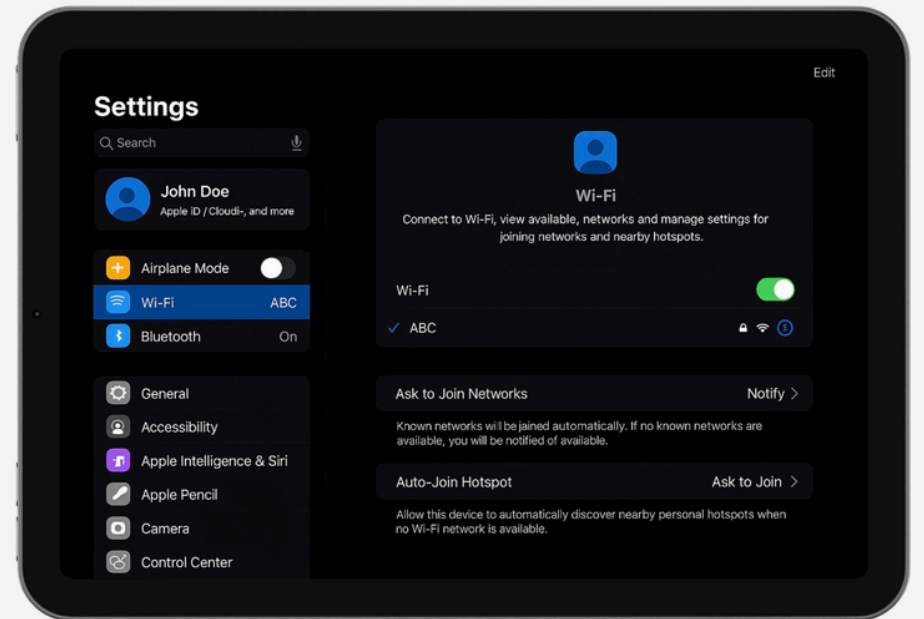 Edit
Settings
Search
John Doe
Apple iD / Cloudi-, and more
Airplane Mode
Wi-Fi ABC
Bluetooth On
General
Accessibility
Apple Intelligence & Siri
Apple Pencil
Camera
Control Center
Wi-Fi
Connect to Wi-Fi, view available, networks and manage settings for
joining networks and nearby hotspots.
Wi-Fi
ABC
Ask to Join Networks Notify
Known networks will be jained automatically. If no known networks are
available, you will be notified of available.
Auto-Join Hotspot Ask to Join
Allow this device to automatically discover nearby personal hotspots when
no Wi-Fi network is available.